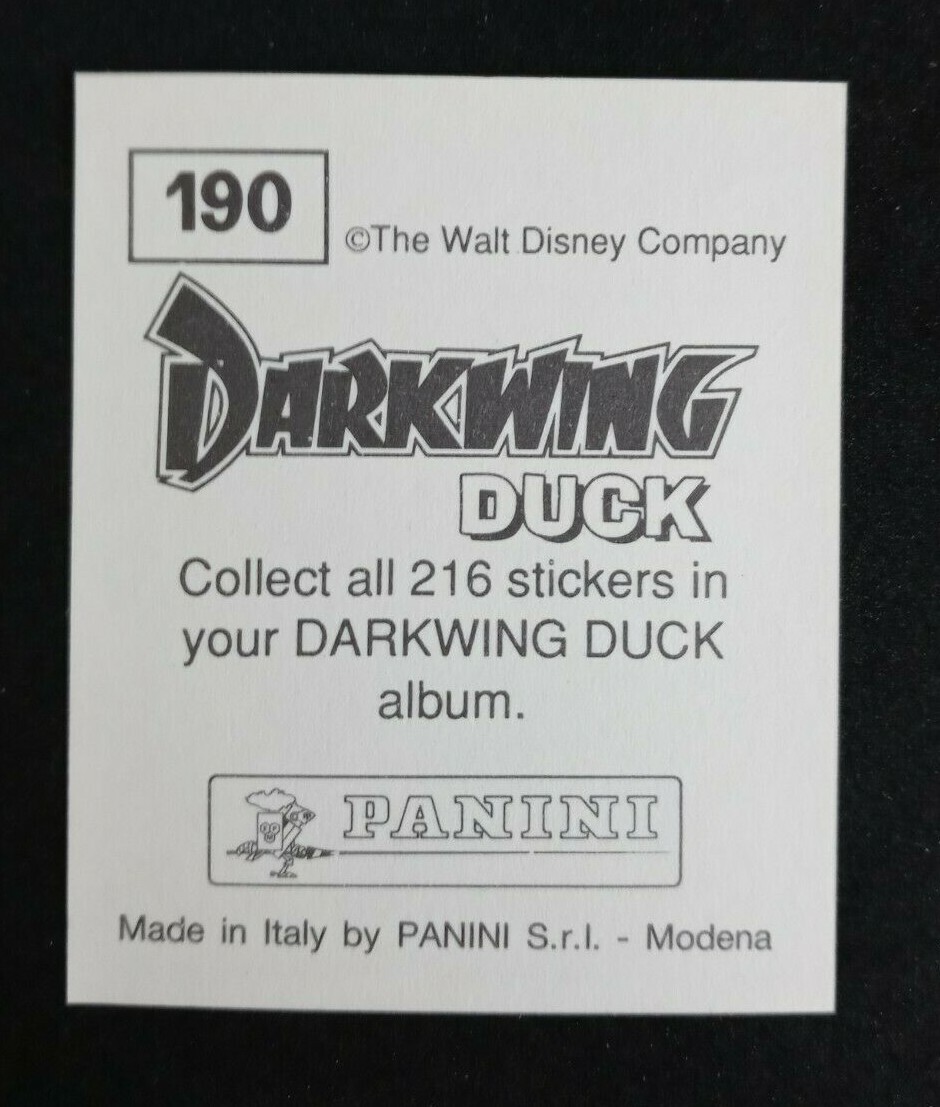 190
©The Walt Disney Company
DARKWING
DUCK
Collect all 216 stickers in
your DARKWING DUCK
album.
PANINI
Made in Italy by PANINI S.r.l. - Modena